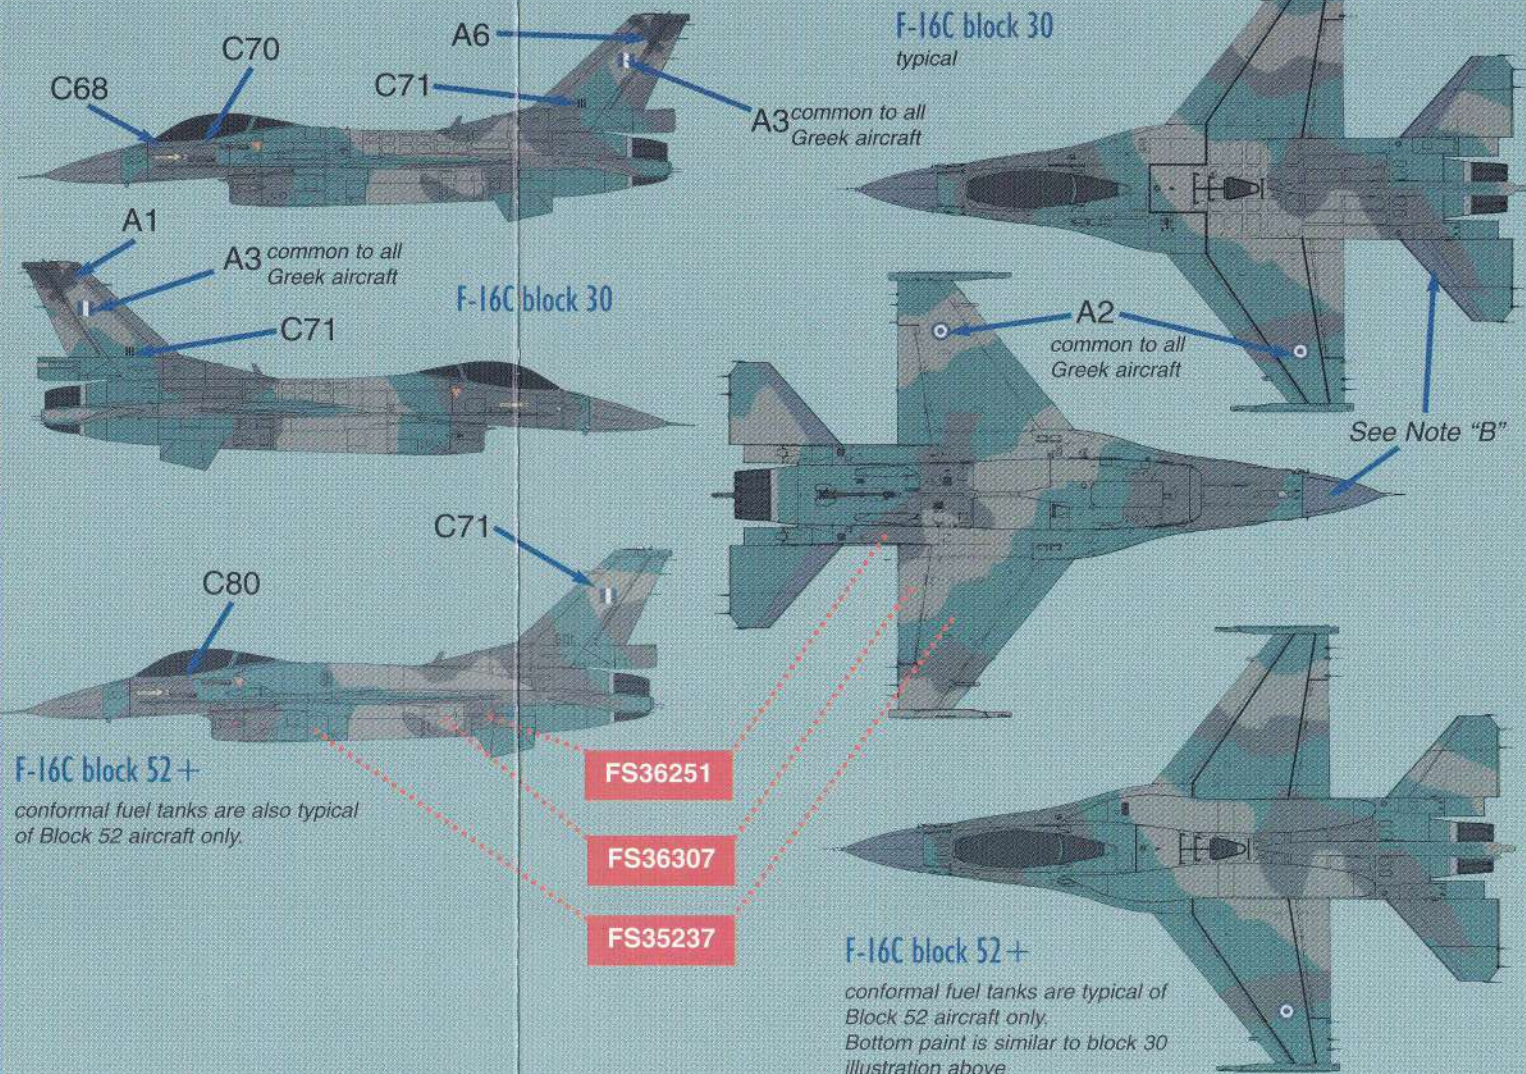 A6
F-16C block 30
typical
C70
C68
C71
A3 common to all
Greek aircraft
A1
A3 common to all
Greek aircraft
F-16C block 30
C71
A2
common to all
Greek aircraft
See Note "B"
C71
C80
F-16C block 52+
conformal fuel tanks are also typical
of Block 52 aircraft only.
FS36251
FS36307
FS35237
F-16C block 52+
conformal fuel tanks are typical of
Block 52 aircraft only.
Bottom paint is similar to block 30
illustration above